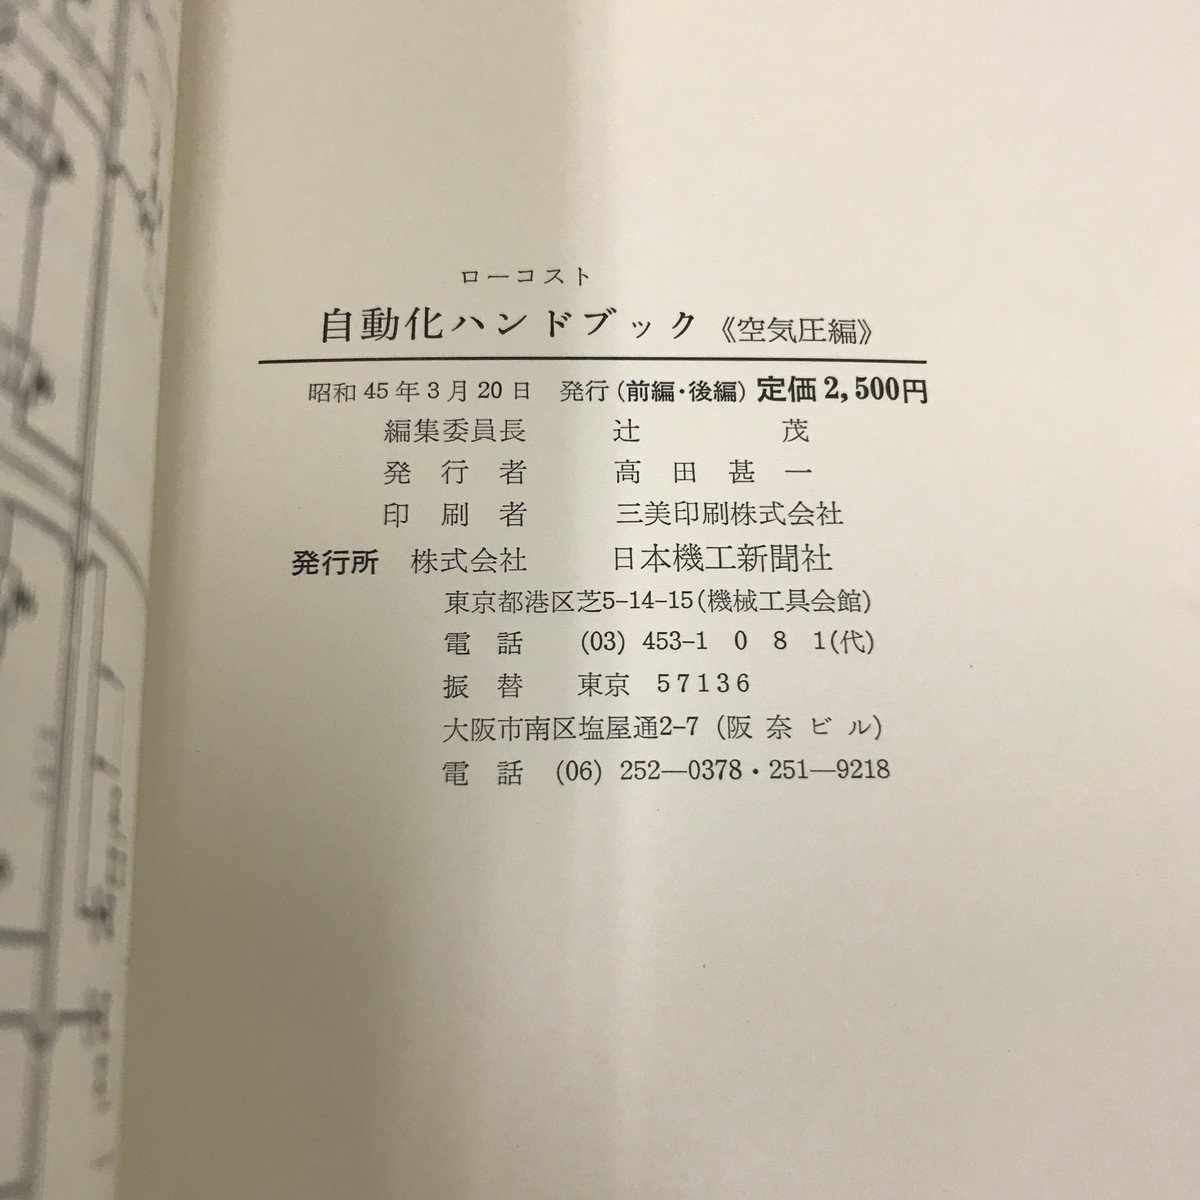 ローコスト
自動化ハンドブック《空気圧編》
昭和45年3月20日 発行(前編・後編) 定価2,500円
編集委員長 辻 茂
発行者 高田甚一
印刷者 三美印刷株式会社
発行所 株式会社 日本機工新聞社
東京都港区芝5-14-15(機械工具会館)
電話 (03) 453-1081(代)
振替 東京 57136
大阪市南区塩屋通2-7 (阪奈ビル)
電話 (06) 252—0378・251—9218